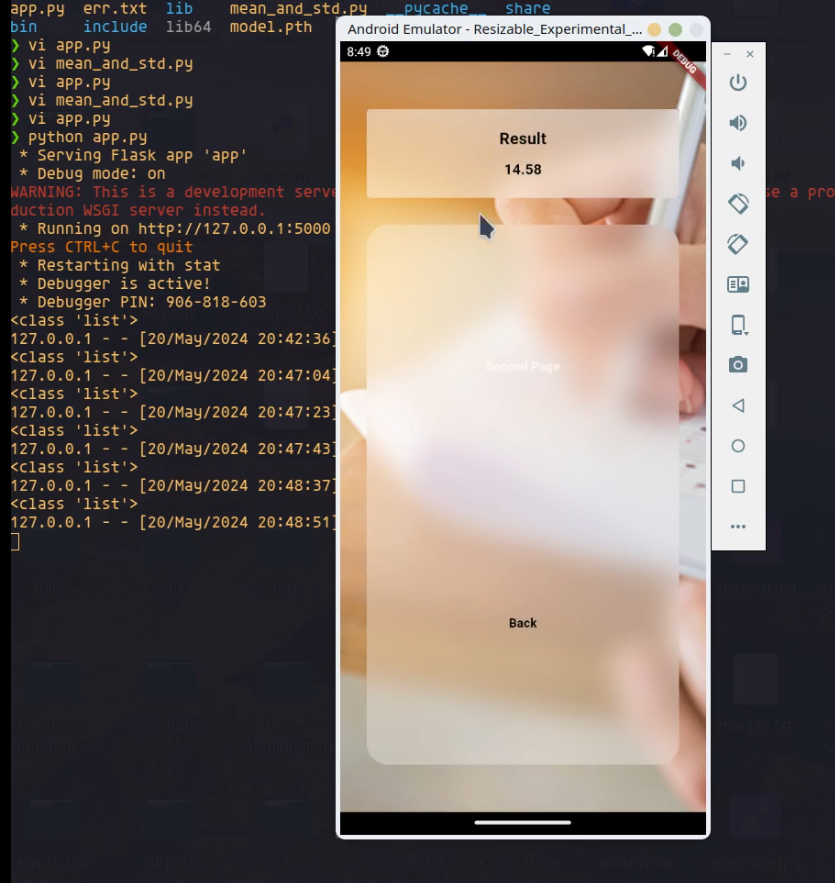 app.py err.txt lib mean_and_std.py __pycache__ share
bin include lib64 model.pth
❯ vi app.py
❯ vi mean_and_std.py
❯ vi app.py
❯ vi mean_and_std.py
❯ vi app.py
❯ python app.py
* Serving Flask app 'app'
* Debug mode: on
WARNING: This is a development serve
se a pro
duction WSGI server instead.
* Running on http://127.0.0.1:5000
Press CTRL+C to quit
* Restarting with stat
* Debugger is active!
* Debugger PIN: 906-818-603
<class 'list'>
127.0.0.1 - - [20/May/2024 20:42:36]
<class 'list'>
127.0.0.1 - - [20/May/2024 20:47:04]
<class 'list'>
127.0.0.1 - - [20/May/2024 20:47:23]
<class 'list'>
127.0.0.1 - - [20/May/2024 20:47:43]
<class 'list'>
127.0.0.1 - - [20/May/2024 20:48:37]
<class 'list'>
127.0.0.1 - - [20/May/2024 20:48:51]
Android Emulator - Resizable_Experimental_...
8:49
DEBUG
Result
14.58
Second Page
Back